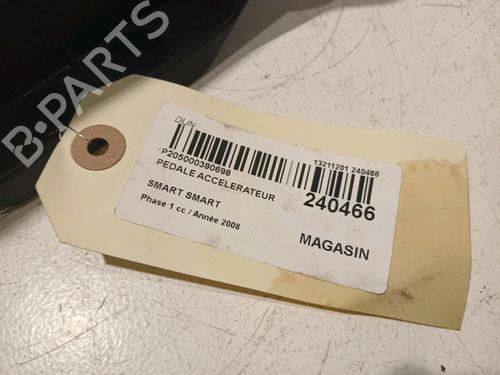 B-PARTS
DUN
P205000390698
13211201 240466
PEDALE ACCELERATEUR
240466
SMART SMART
Phase 1 cc / Année 2008
MAGASIN